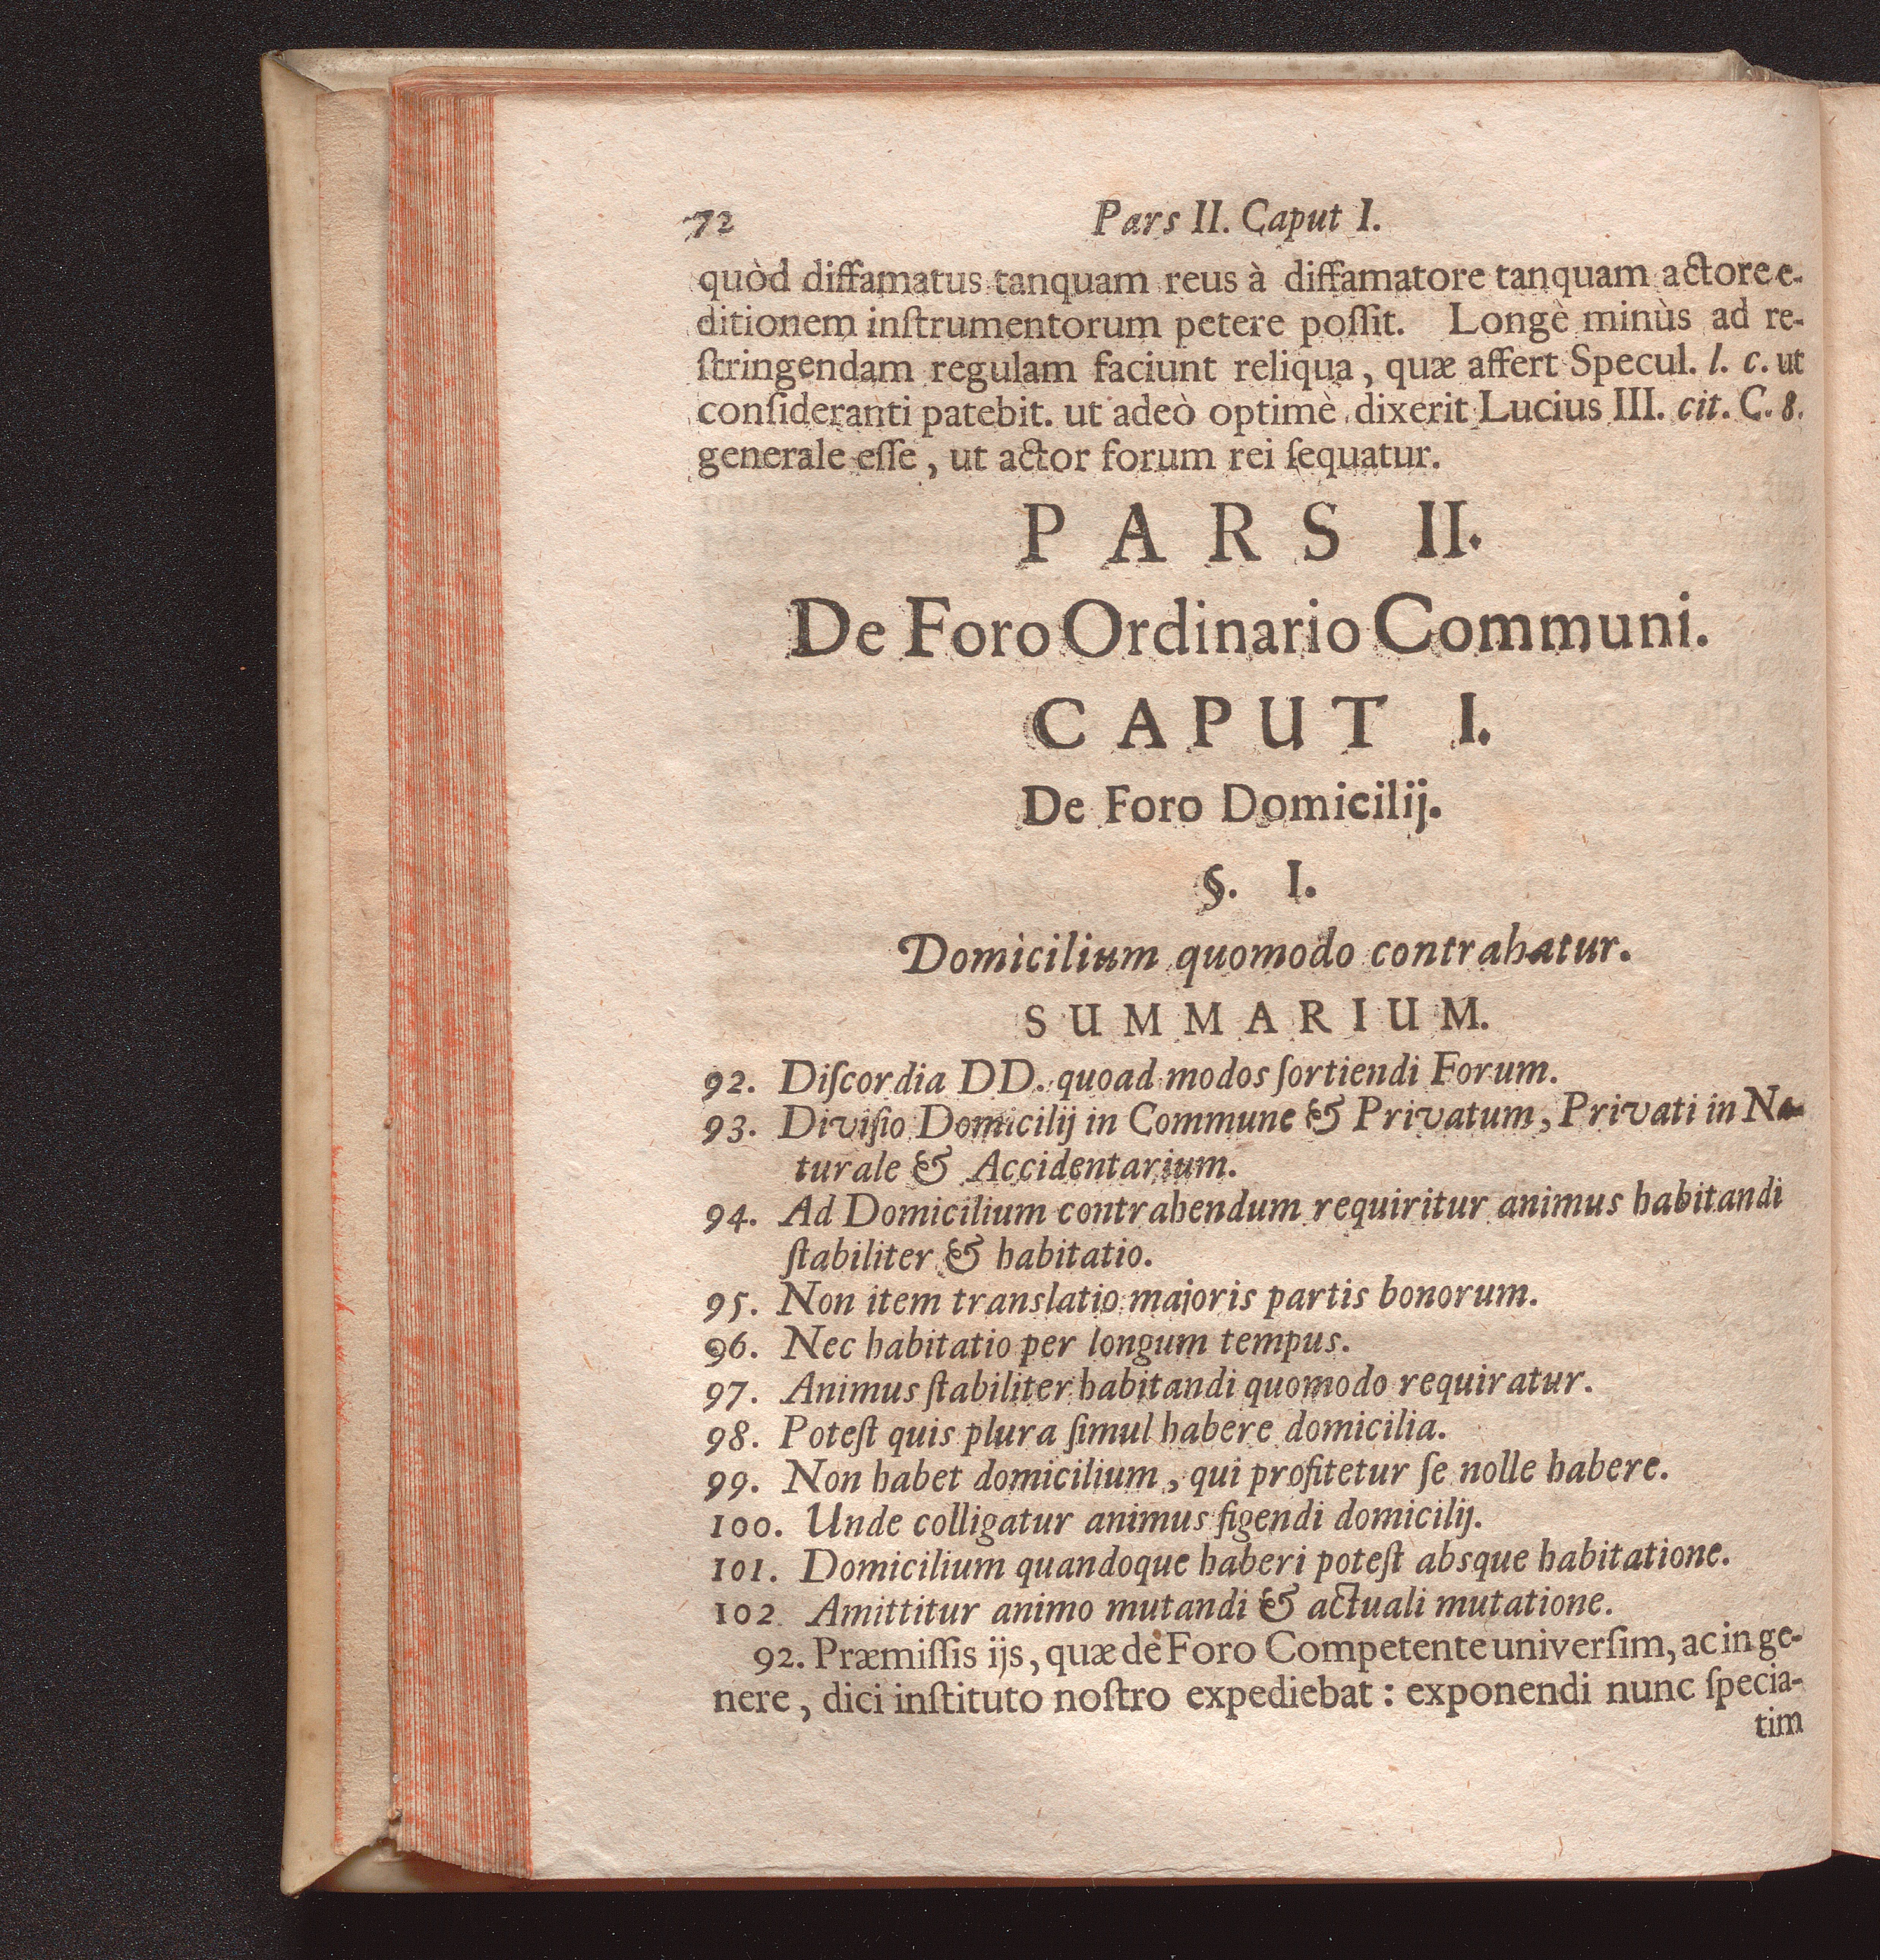 72 Pars II. Caput I.
quòd diffamatus tanquam reus à diffamatore tanquam actore e-
ditionem inſtrumentorum petere poſſit. Longè minùs ad re-
ſtringendam regulam faciunt reliqua, quæ affert Specul. l. c. ut
conſideranti patebit. ut adeò optimè dixerit Lucius III. cit. C. 8.
generale eſſe, ut actor forum rei ſequatur.
PARS II.
De Foro Ordinario Communi.
CAPUT I.
De Foro Domicilij.
§. I.
Domicilium quomodo contrahatur.
SUMMARIUM.
92. Diſcordia DD. quoad modos ſortiendi Forum.
93. Diviſio Domicilij in Commune & Privatum, Privati in Na-
turale & Accidentarium.
94. Ad Domicilium contrahendum requiritur animus habitandi
ſtabiliter & habitatio.
95. Non item translatio majoris partis bonorum.
96. Nec habitatio per longum tempus.
97. Animus ſtabiliter habitandi quomodo requiratur.
98. Poteſt quis plura ſimul habere domicilia.
99. Non habet domicilium, qui profitetur ſe nolle habere.
100. Unde colligatur animus figendi domicilij.
101. Domicilium quandoque haberi poteſt absque habitatione.
102 Amittitur animo mutandi & actuali mutatione.
92. Præmiſſis ijs, quæ de Foro Competente univerſim, ac in ge-
nere, dici inſtituto noſtro expediebat: exponendi nunc ſpecia-
tim